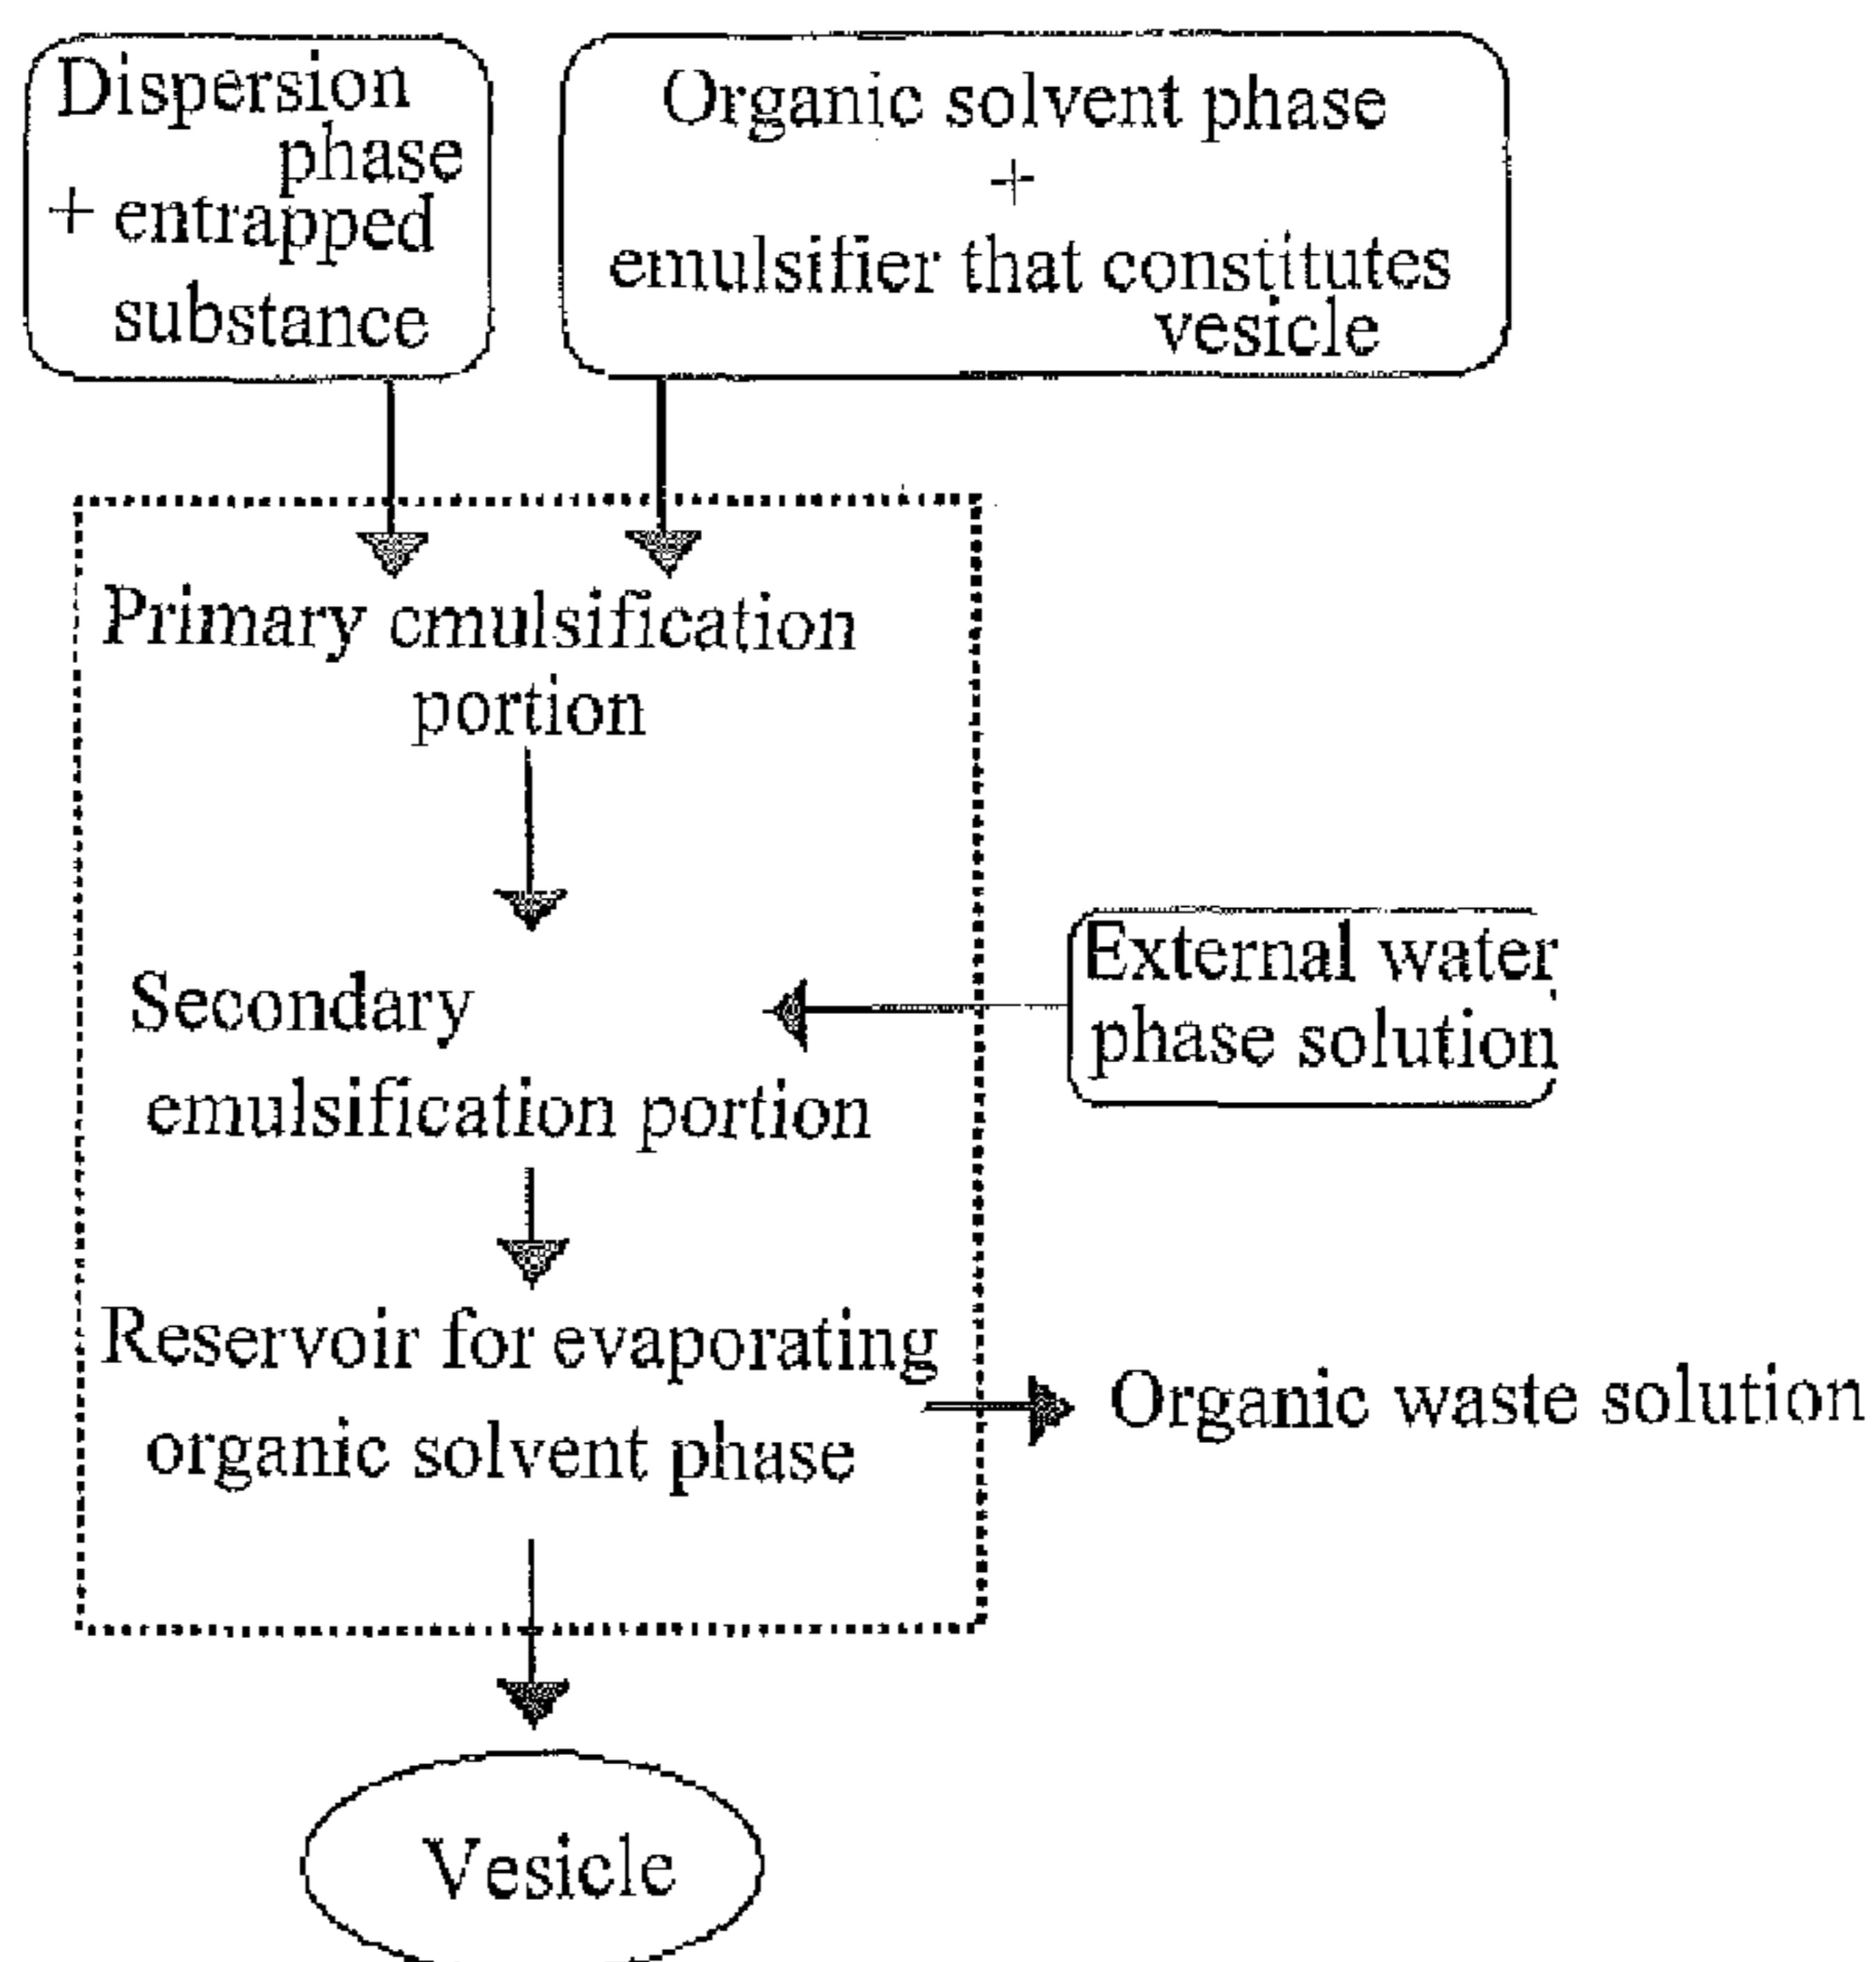 Dispersion
phase
+ entrapped
substance
Organic solvent phase
+
emulsifier that constitutes
vesicle
Primary emulsification
portion
Secondary
emulsification portion
External water
phase solution
Reservoir for evaporating
organic solvent phase
Organic waste solution
Vesicle